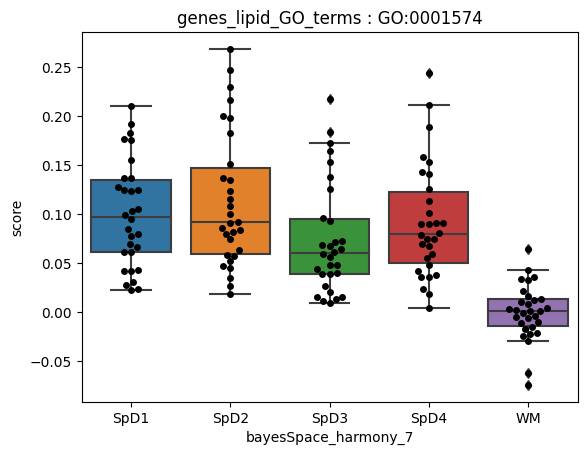 genes_lipid_GO_terms : GO:0001574
0.25
0.20
0.15
0.10
0.05
0.00
−0.05
score
SpD1 SpD2 SpD3 SpD4 WM
bayesSpace_harmony_7